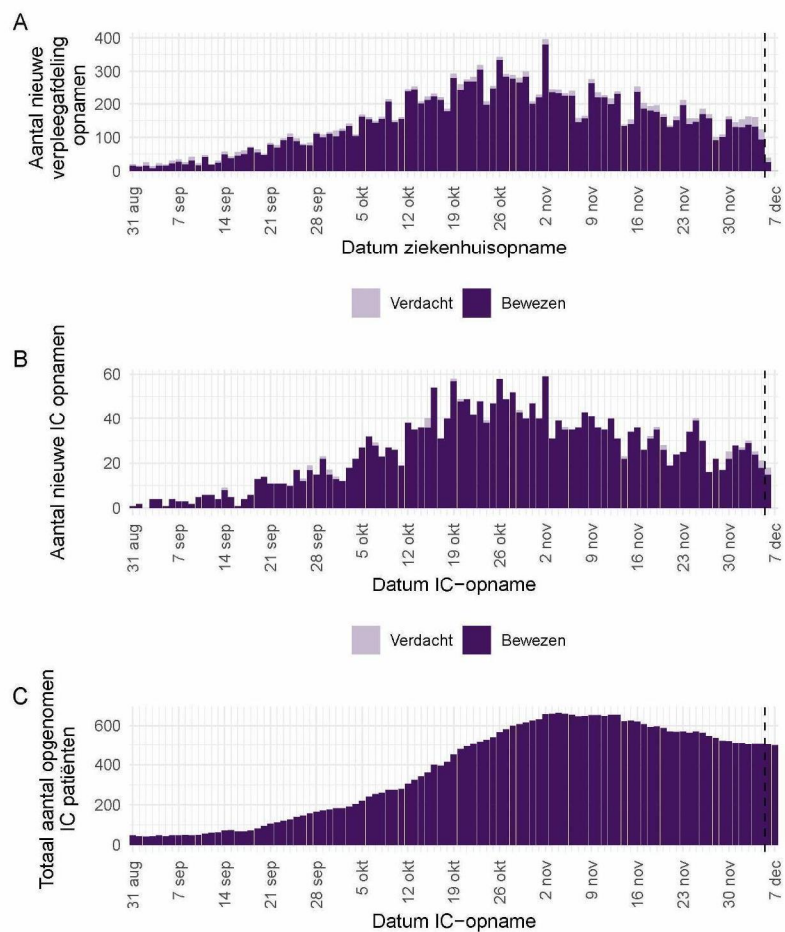 A
Aantal nieuwe
verpleegafdeling
opnamen
400
300
200
100
0
31 aug
7 sep
14 sep
21 sep
28 sep
5 okt
12 okt
19 okt
26 okt
2 nov
9 nov
16 nov
23 nov
30 nov
7 dec
Datum ziekenhuisopname
Verdacht
Bewezen
B
Aantal nieuwe IC opnamen
60
40
20
0
31 aug
7 sep
14 sep
21 sep
28 sep
5 okt
12 okt
19 okt
26 okt
2 nov
9 nov
16 nov
23 nov
30 nov
7 dec
Datum IC-opname
Verdacht
Bewezen
C
Totaal aantal opgenomen
IC patiënten
600
400
200
0
31 aug
7 sep
14 sep
21 sep
28 sep
5 okt
12 okt
19 okt
26 okt
2 nov
9 nov
16 nov
23 nov
30 nov
7 dec
Datum IC-opname